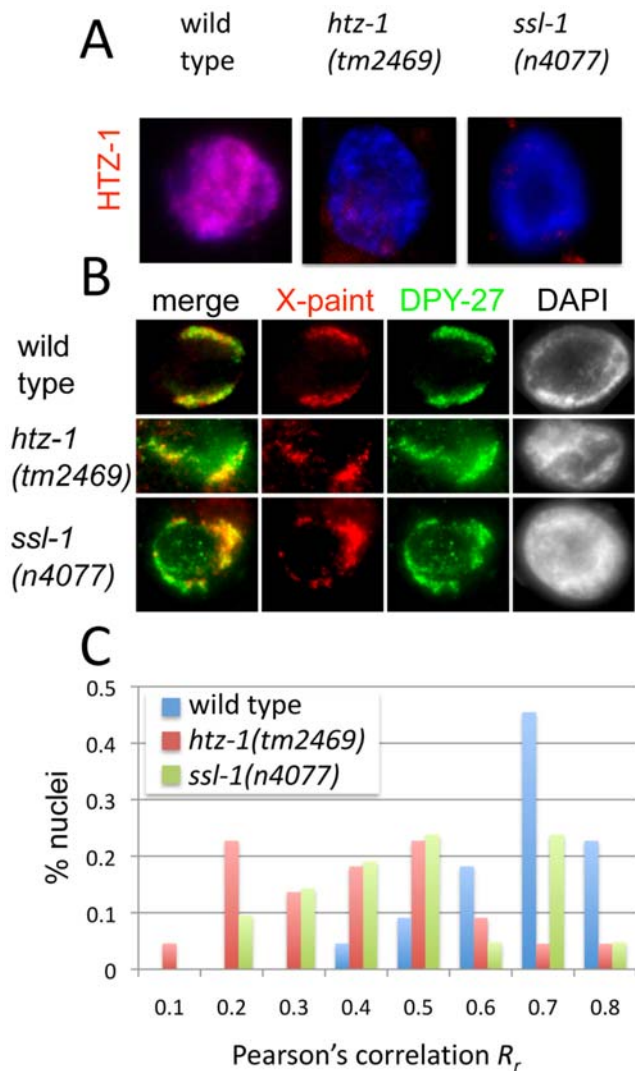 A
wild type
htz-1 (tm2469)
ssl-1 (n4077)
HTZ-1
B
merge
X-paint
DPY-27
DAPI
wild
type
htz-1
(tm2469)
ssl-1
(n4077)
C
% nuclei
0.5
0.4
0.3
0.2
0.1
0
wild type
htz-1(tm2469)
ssl-1(n4077)
0.1 0.2 0.3 0.4 0.5 0.6 0.7 0.8
Pearson's correlation Rr